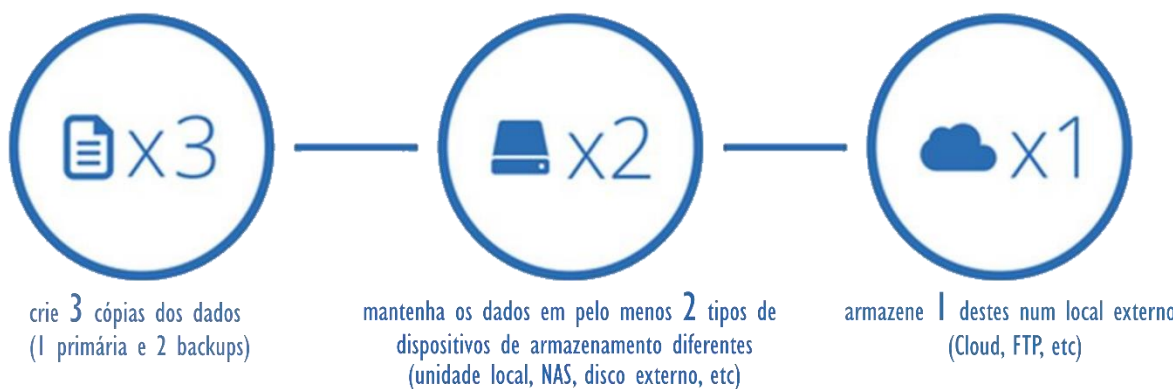 x3
x2
x1
crie 3 cópias dos dados
(1 primária e 2 backups)
mantenha os dados em pelo menos 2 tipos de
dispositivos de armazenamento diferentes
(unidade local, NAS, disco externo, etc)
armazene 1 destes num local externo
(Cloud, FTP, etc)